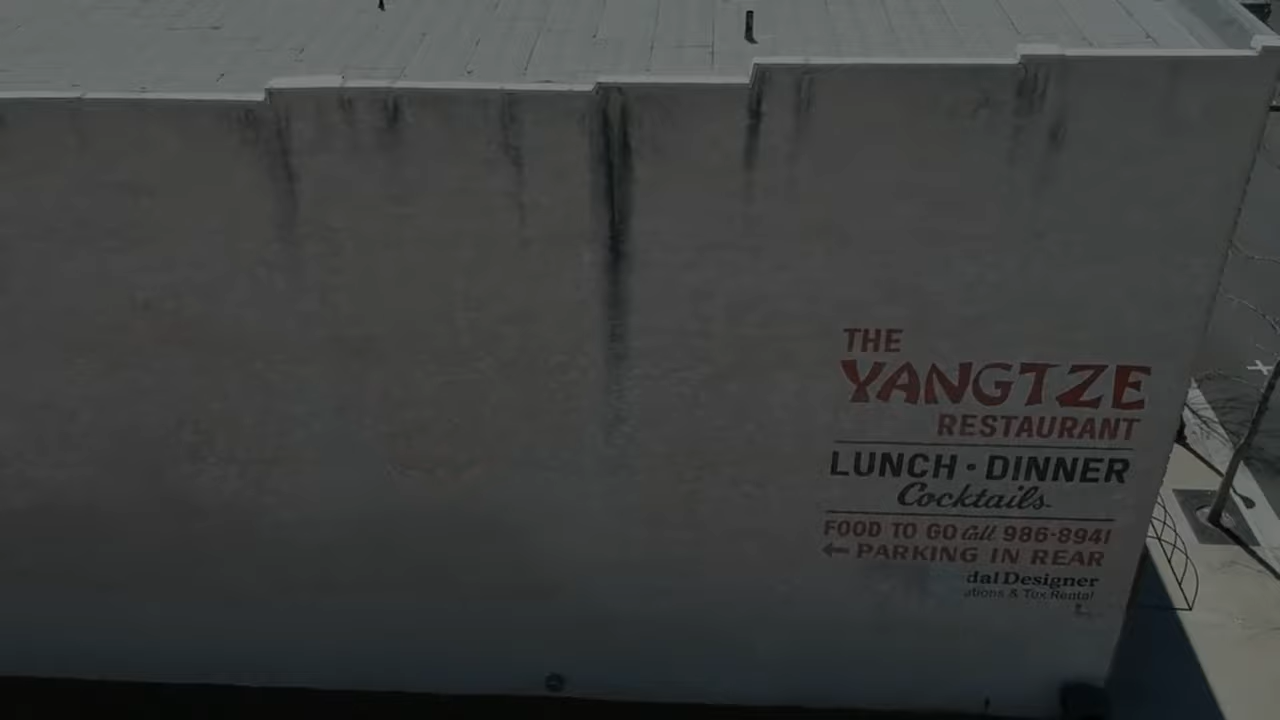 THE
YANGTZE
RESTAURANT
LUNCH • DINNER
Cocktails
FOOD TO GO Call 986-8941
← PARKING IN REAR
dal Designer
ations & Tux Rental